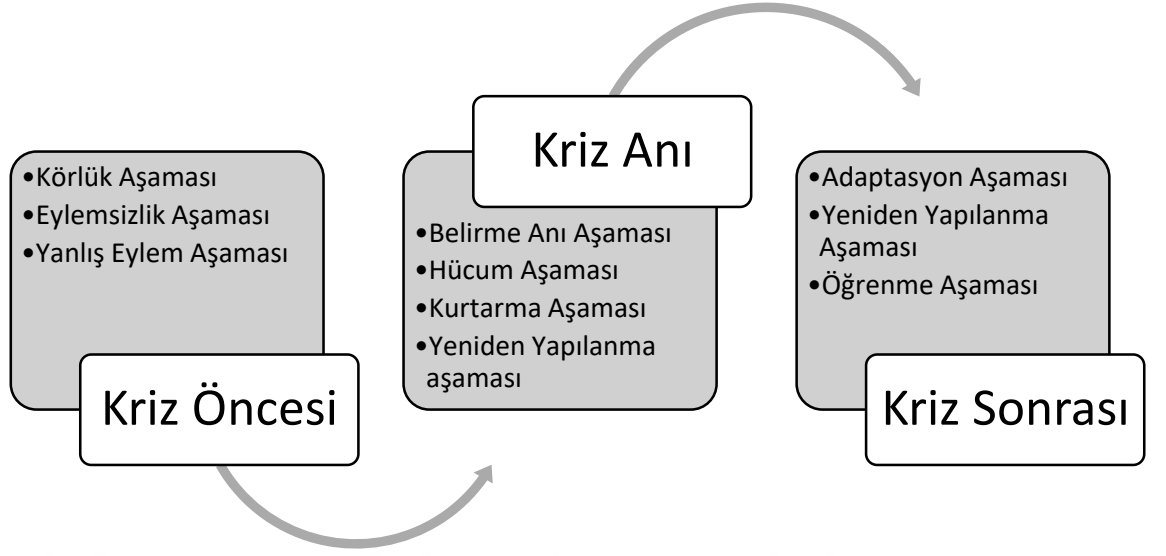 •Körlük Aşaması
•Eylemsizlik Aşaması
•Yanlış Eylem Aşaması
Kriz Öncesi
Kriz Anı
•Belirme Anı Aşaması
•Hücum Aşaması
•Kurtarma Aşaması
•Yeniden Yapılanma
aşaması
•Adaptasyon Aşaması
•Yeniden Yapılanma
Aşaması
•Öğrenme Aşaması
Kriz Sonrası